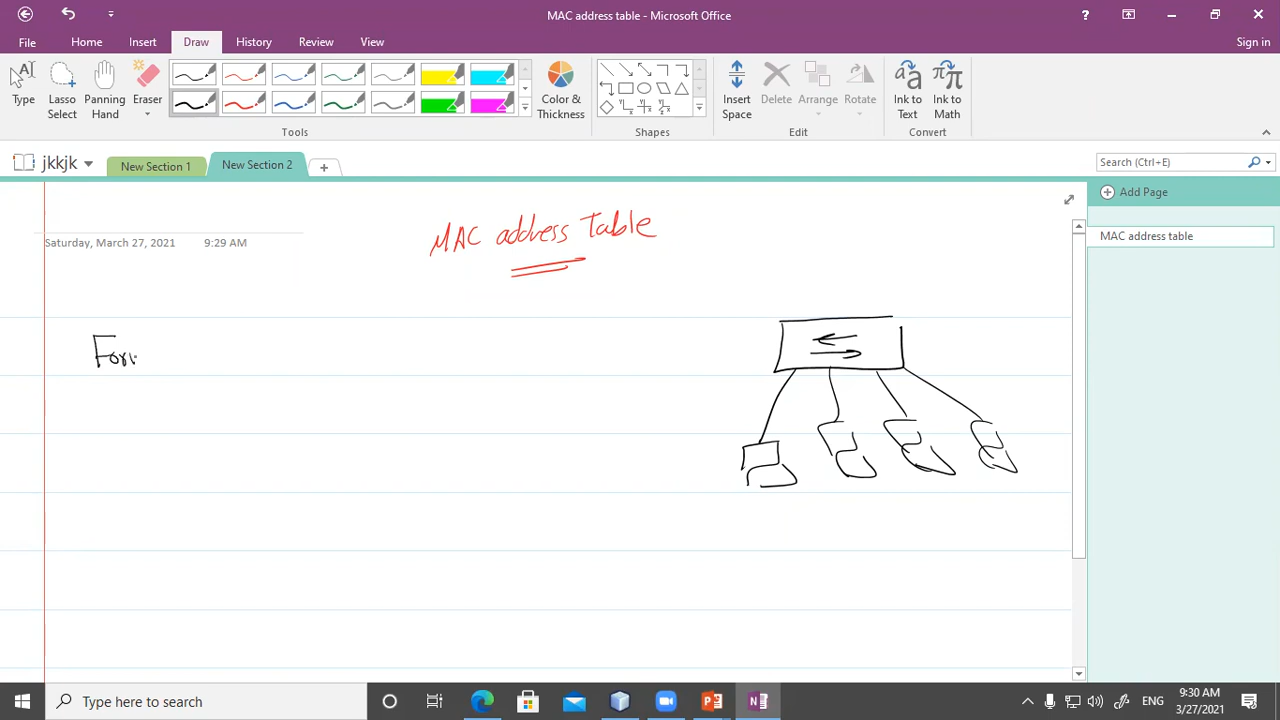 MAC address table - Microsoft Office
?
File
Home
Insert
Draw
History
Review
View
Sign in
Type
Lasso Select
Panning Hand
Eraser
Color & Thickness
Insert Space
Delete
Arrange
Rotate
Ink to Text
Ink to Math
Tools
Shapes
Edit
Convert
jkkjk
New Section 1
New Section 2
Search (Ctrl+E)
Add Page
MAC address table
MAC address Table
Saturday, March 27, 2021 9:29 AM
Type here to search
ENG
9:30 AM
3/27/2021